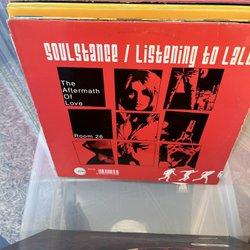 Soulstance / Listening to Lalo
The
Aftermath
Of
Love
Room 26